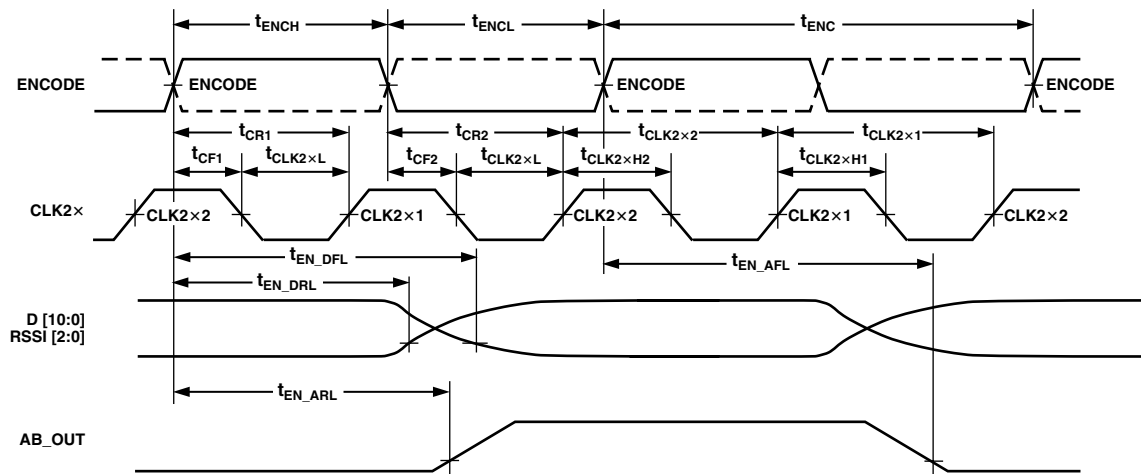 tENCH tENCL tENC
ENCODE ENCODE ENCODE ENCODE
tCR1 tCR2 tCLK2×2 tCLK2×1
tCF1 tCLK2×L tCF2 tCLK2×L tCLK2×H2 tCLK2×H1
CLK2× CLK2×2 CLK2×1 CLK2×2 CLK2×1 CLK2×2
tEN_DFL tEN_AFL
tEN_DRL
D [10:0]
RSSI [2:0]
tEN_ARL
AB_OUT